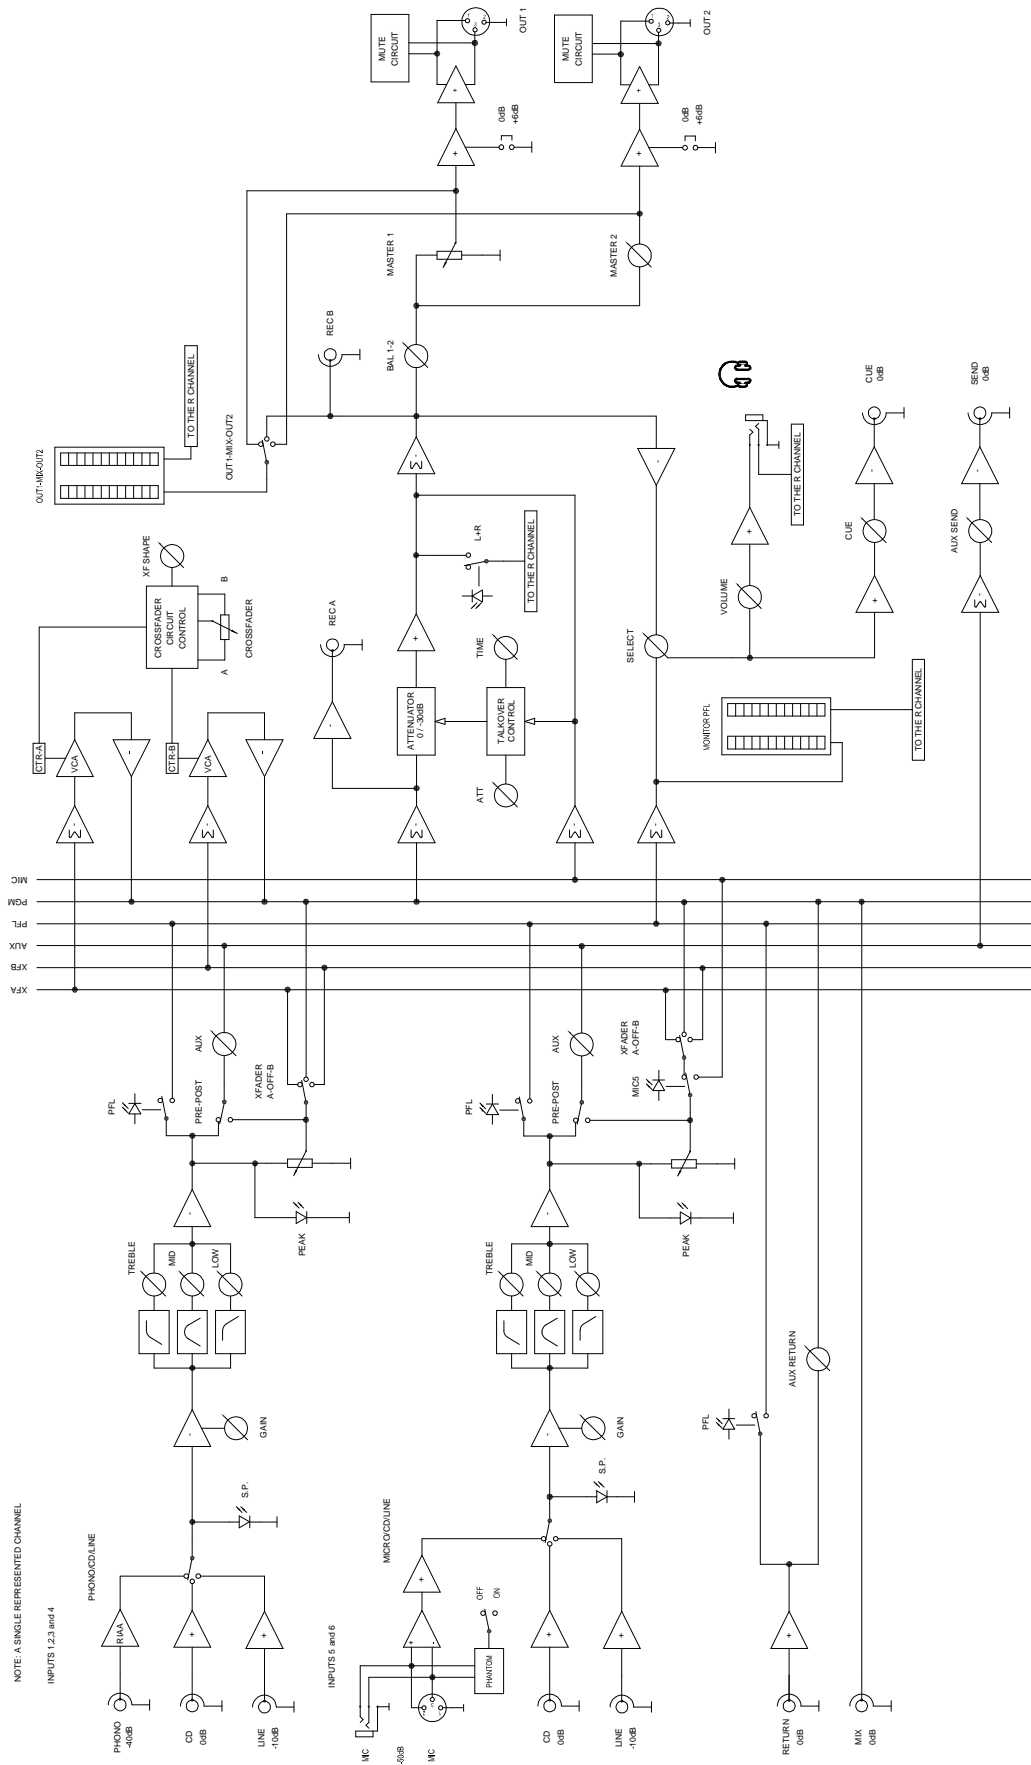 NOTE: A SINGLE REPRESENTED CHANNEL
INPUTS 1,2,3 and 4
PHONO
-40dB
CD
0dB
LINE
-10dB
RIAA
+
+
PHONO/CD/LINE
S.P.
-
GAIN
TREBLE
MID
LOW
-
PEAK
PFL
PRE-POST
AUX
XFADER
A-OFF-B
INPUTS 5 and 6
MIC
-50dB
MIC
PHANTOM
OFF
ON
+
-
+
MICRO/CD/LINE
CD
0dB
LINE
-10dB
+
+
S.P.
-
GAIN
TREBLE
MID
LOW
-
PEAK
PFL
PRE-POST
AUX
MIC5
XFADER
A-OFF-B
RETURN
0dB
+
PFL
AUX RETURN
MIX
0dB
XFA
XFB
AUX
PFL
PGM
MIC
-Σ
CTR-A
VCA
-
-Σ
CTR-B
VCA
-
CROSSFADER
CIRCUIT
CONTROL
XF SHAPE
A
B
CROSSFADER
OUT1-MIX-OUT2
TO THE R CHANNEL
OUT1-MIX-OUT2
-
REC A
-Σ
ATTENUATOR
0 / -30dB
+
ATT
TALKOVER
CONTROL
TIME
L+R
TO THE R CHANNEL
-Σ
-Σ
REC B
BAL 1-2
MASTER 1
MASTER 2
+
0dB
+6dB
+
MUTE
CIRCUIT
OUT 1
+
0dB
+6dB
+
MUTE
CIRCUIT
OUT 2
-Σ
MONITOR PFL
TO THE R CHANNEL
SELECT
-
VOLUME
+
TO THE R CHANNEL
+
CUE
-
CUE
0dB
-Σ
AUX SEND
-
SEND
0dB